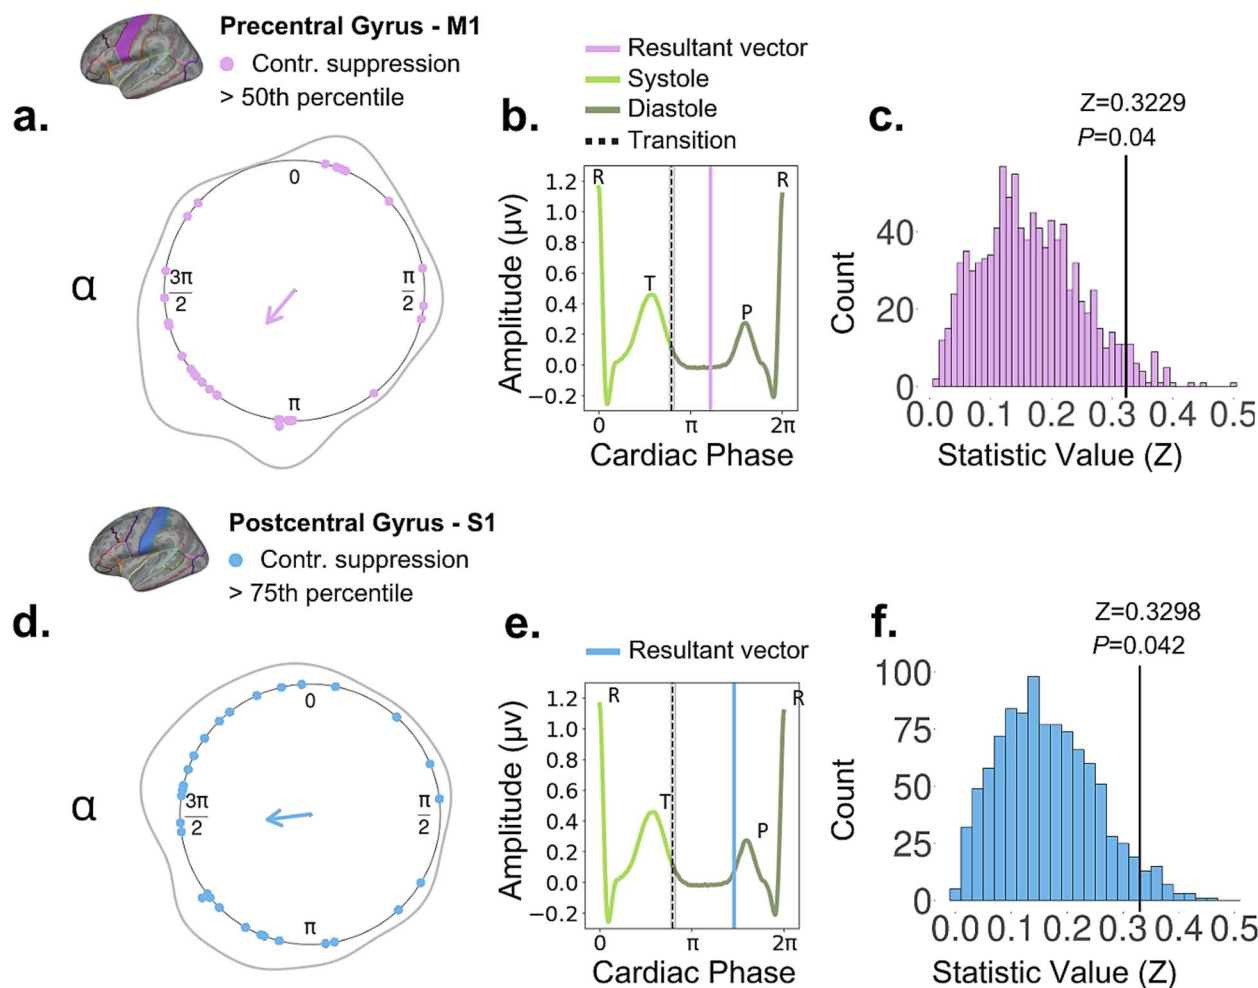 Precentral Gyrus - M1
Contr. suppression
> 50th percentile
a.
0
π
2
π
3π
2
α
Resultant vector
Systole
Diastole
Transition
b.
R
R
T
P
1.2
1.0
0.8
0.6
0.4
0.2
0.0
−0.2
Amplitude (μv)
0
π
2π
Cardiac Phase
c.
Z=0.3229
P=0.04
40
20
0
Count
0.0 0.1 0.2 0.3 0.4 0.5
Statistic Value (Z)
Postcentral Gyrus - S1
Contr. suppression
> 75th percentile
d.
0
π
2
π
3π
2
α
e.
Resultant vector
R
R
T
P
1.2
1.0
0.8
0.6
0.4
0.2
0.0
−0.2
Amplitude (μv)
0
π
2π
Cardiac Phase
f.
Z=0.3298
P=0.042
100
75
50
25
0
Count
0.0 0.1 0.2 0.3 0.4 0.5
Statistic Value (Z)